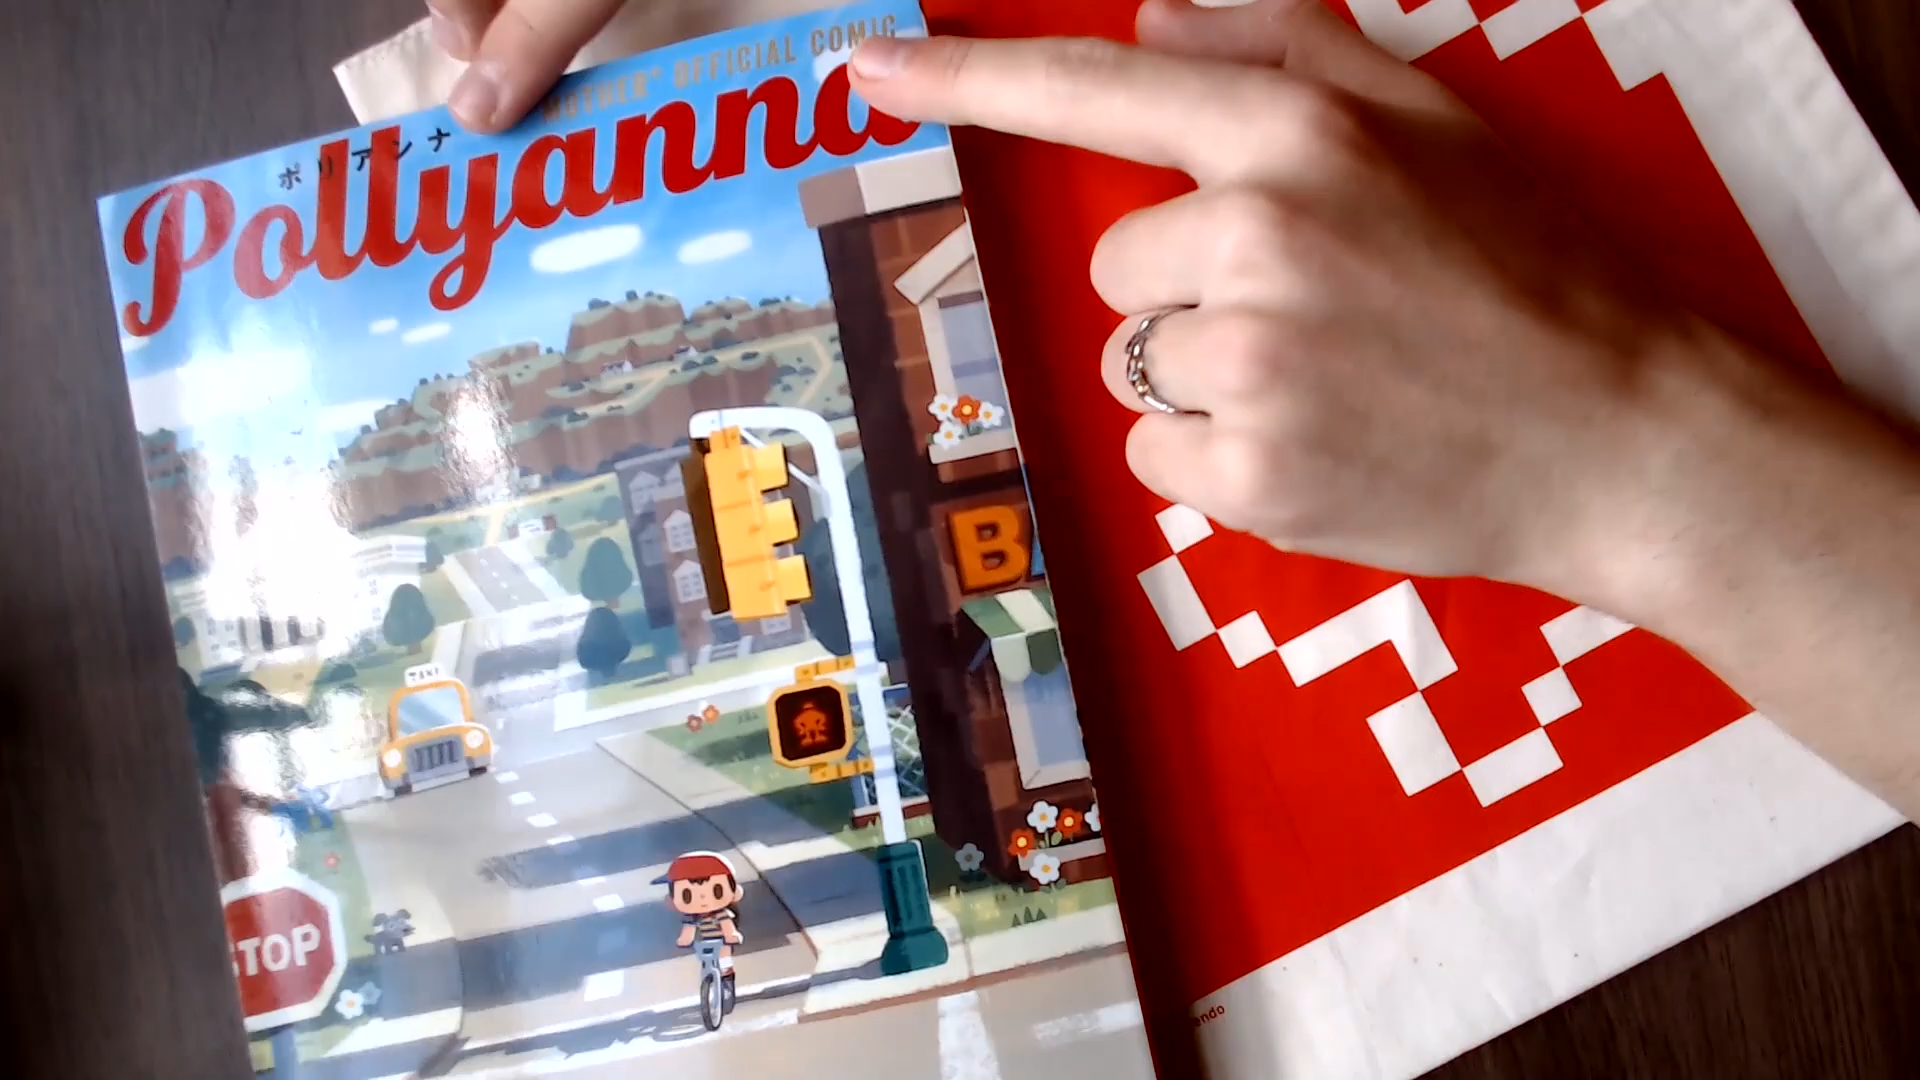 "MOTHER" OFFICIAL COMIC
ポリアンナ
Pollyanna
B
TAXI
STOP